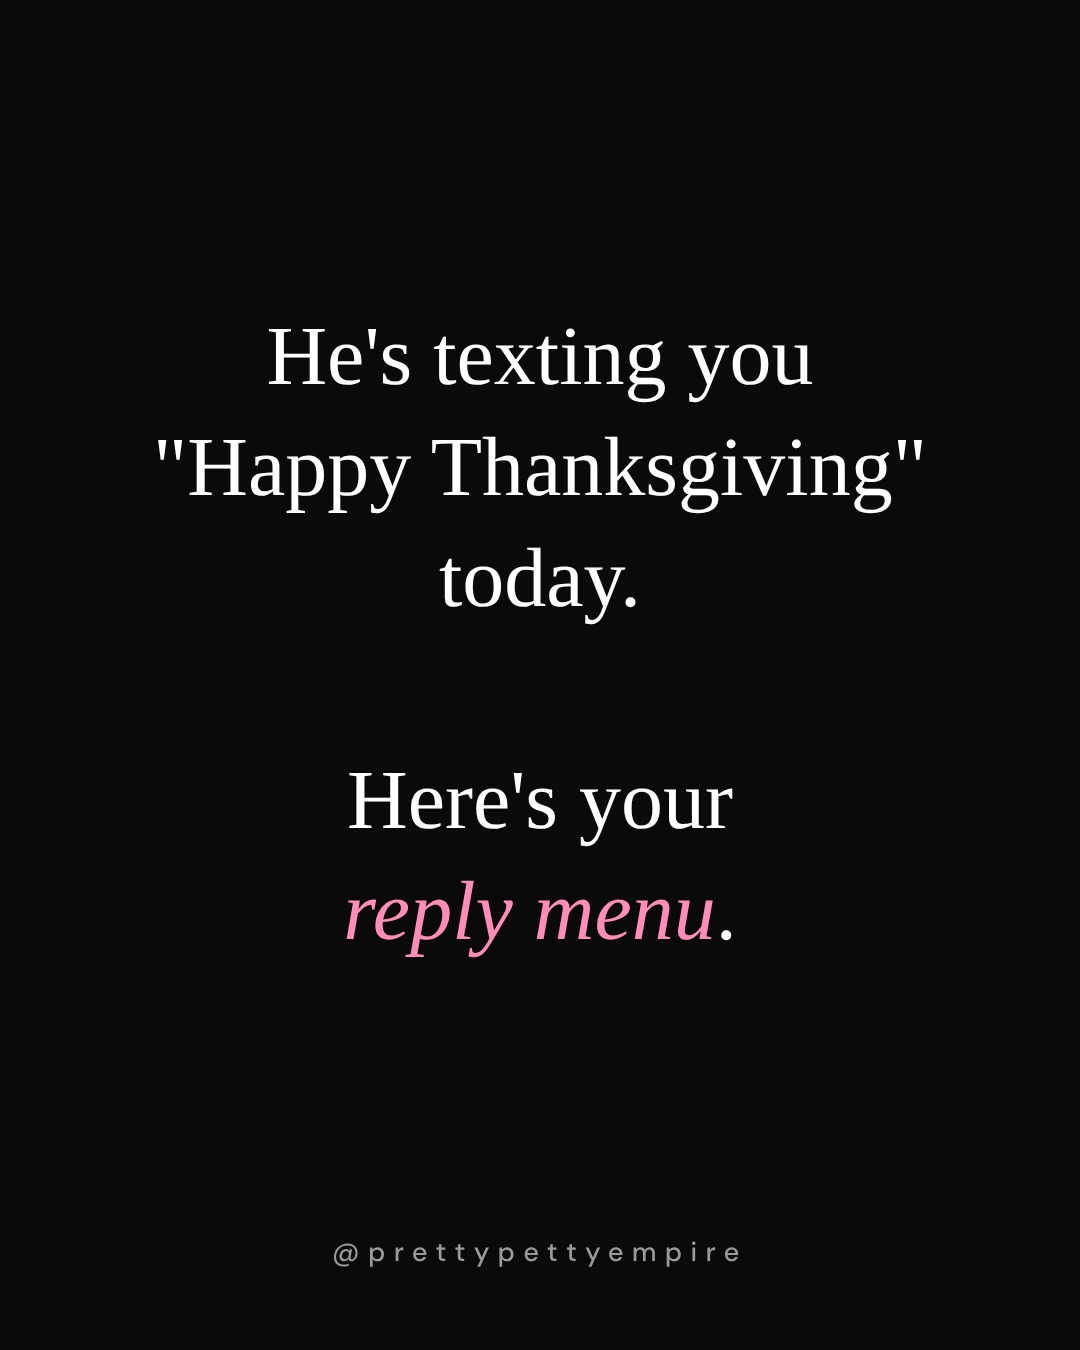 He's texting you
"Happy Thanksgiving"
today.
Here's your
reply menu.
@prettypettyempire